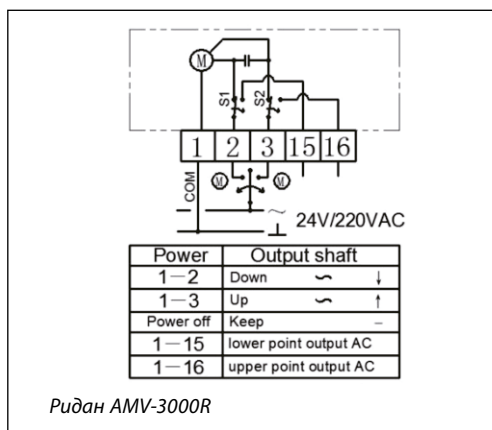 M
S1
S2
1 2 3 15 16
COM
M M
~
24V/220VAC
Power Output shaft
1—2 Down ∽ ↓
1—3 Up ∽ ↑
Power off Keep –
1—15 lower point output AC
1—16 upper point output AC
Ридан AMV-3000R